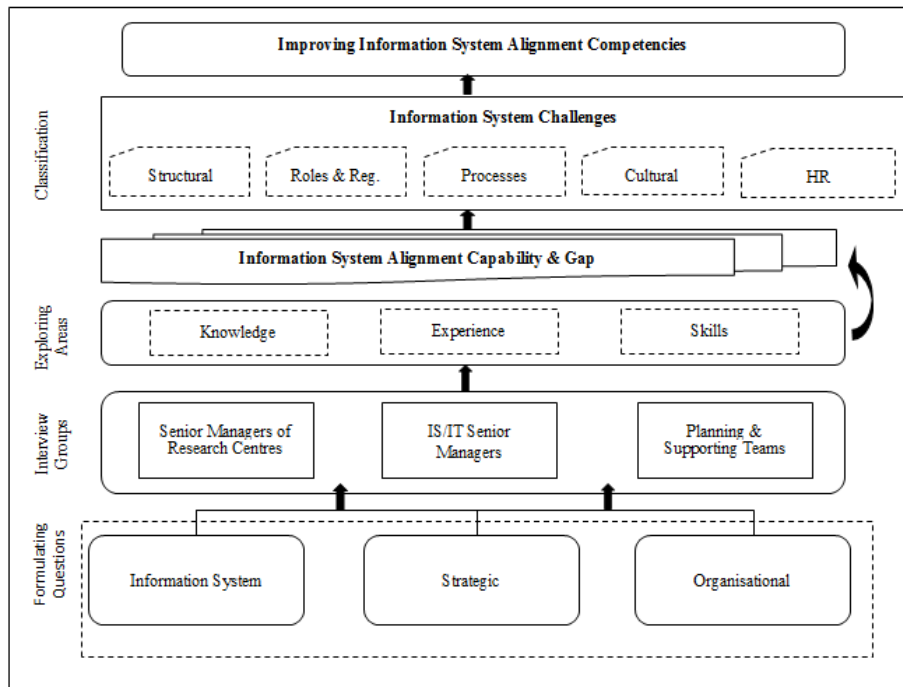 Improving Information System Alignment Competencies
Classification
Information System Challenges
Structural
Roles & Reg.
Processes
Cultural
HR
Information System Alignment Capability & Gap
Exploring
Areas
Knowledge
Experience
Skills
Interview
Groups
Senior Managers of
Research Centres
IS/IT Senior
Managers
Planning &
Supporting Teams
Formulating
Questions
Information System
Strategic
Organisational